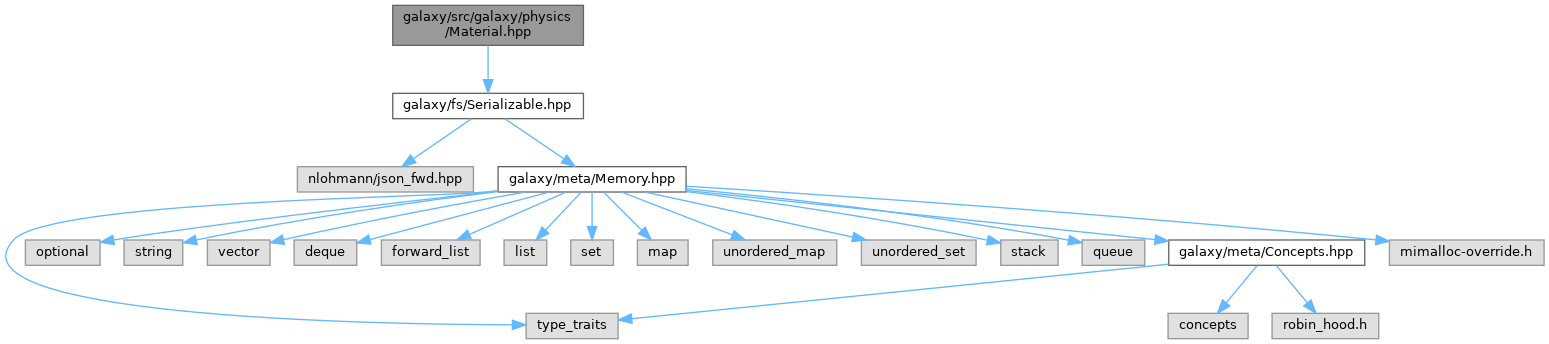 galaxy/src/galaxy/physics
/Material.hpp
galaxy/fs/Serializable.hpp
nlohmann/json_fwd.hpp
galaxy/meta/Memory.hpp
optional
string
vector
deque
forward_list
list
set
map
unordered_map
unordered_set
stack
queue
galaxy/meta/Concepts.hpp
mimalloc-override.h
type_traits
concepts
robin_hood.h